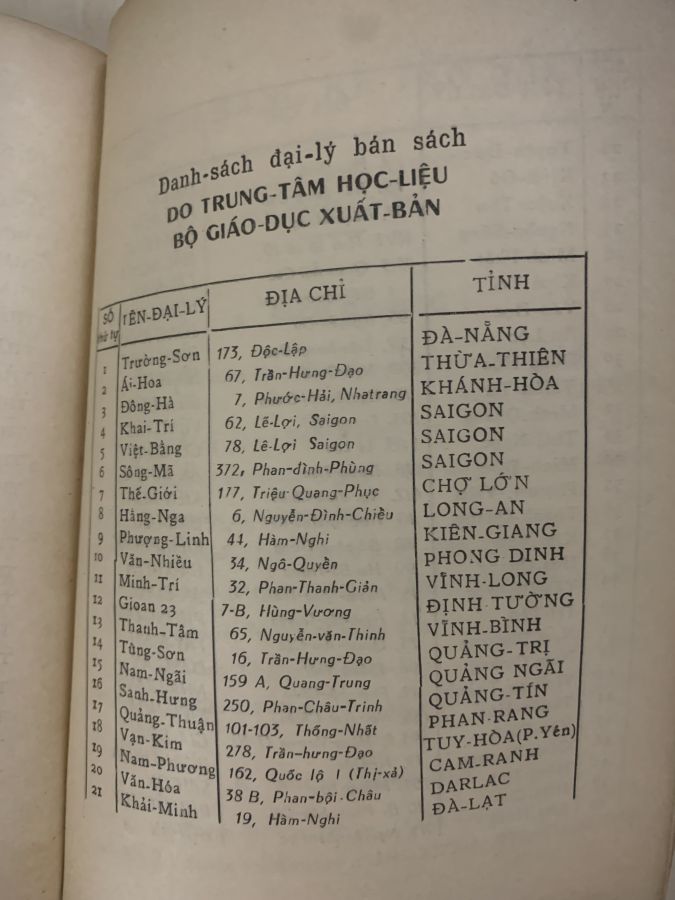 Danh-sách đại-lý bán sách
DO TRUNG-TÂM HỌC-LIỆU
BỘ GIÁO-DỤC XUẤT-BẢN
SỐ thứ tự TÊN-ĐẠI-LÝ ĐỊA CHỈ TỈNH
1 Trường-Sơn 173, Độc-Lập ĐÀ-NẴNG
2 Ái-Hoa 67, Trần-Hưng-Đạo THỪA-THIÊN
3 Đông-Hà 7, Phước-Hải, Nhatrang KHÁNH-HÒA
4 Khai-Trí 62, Lê-Lợi, Saigon SAIGON
5 Việt-Bằng 78, Lê-Lợi Saigon SAIGON
6 Sông-Mã 372, Phan-đình-Phùng SAIGON
7 Thế-Giới 177, Triệu-Quang-Phục CHỢ LỚN
8 Hằng-Nga 6, Nguyễn-Đình-Chiểu LONG-AN
9 Phượng-Linh 44, Hàm-Nghi KIÊN-GIANG
10 Văn-Nhiều 34, Ngô-Quyền PHONG DINH
11 Minh-Trí 32, Phan-Thanh-Giản VĨNH-LONG
12 Gioan 23 7-B, Hùng-Vương ĐỊNH TƯỜNG
13 Thanh-Tâm 65, Nguyễn-văn-Thinh VĨNH-BÌNH
14 Tùng-Sơn 16, Trần-Hưng-Đạo QUẢNG-TRỊ
15 Nam-Ngãi 159 A, Quang-Trung QUẢNG NGÃI
16 Sanh-Hưng 250, Phan-Châu-Trinh QUẢNG-TÍN
17 Quảng-Thuận 101-103, Thống-Nhất PHAN-RANG
18 Vạn-Kim 278, Trần-hưng-Đạo TUY-HÒA(P.Yên)
19 Nam-Phương 162, Quốc lộ 1 (Thị-xả) CAM-RANH
20 Văn-Hóa 38 B, Phan-bội-Châu DARLAC
21 Khải-Minh 19, Hàm-Nghi ĐÀ-LẠT